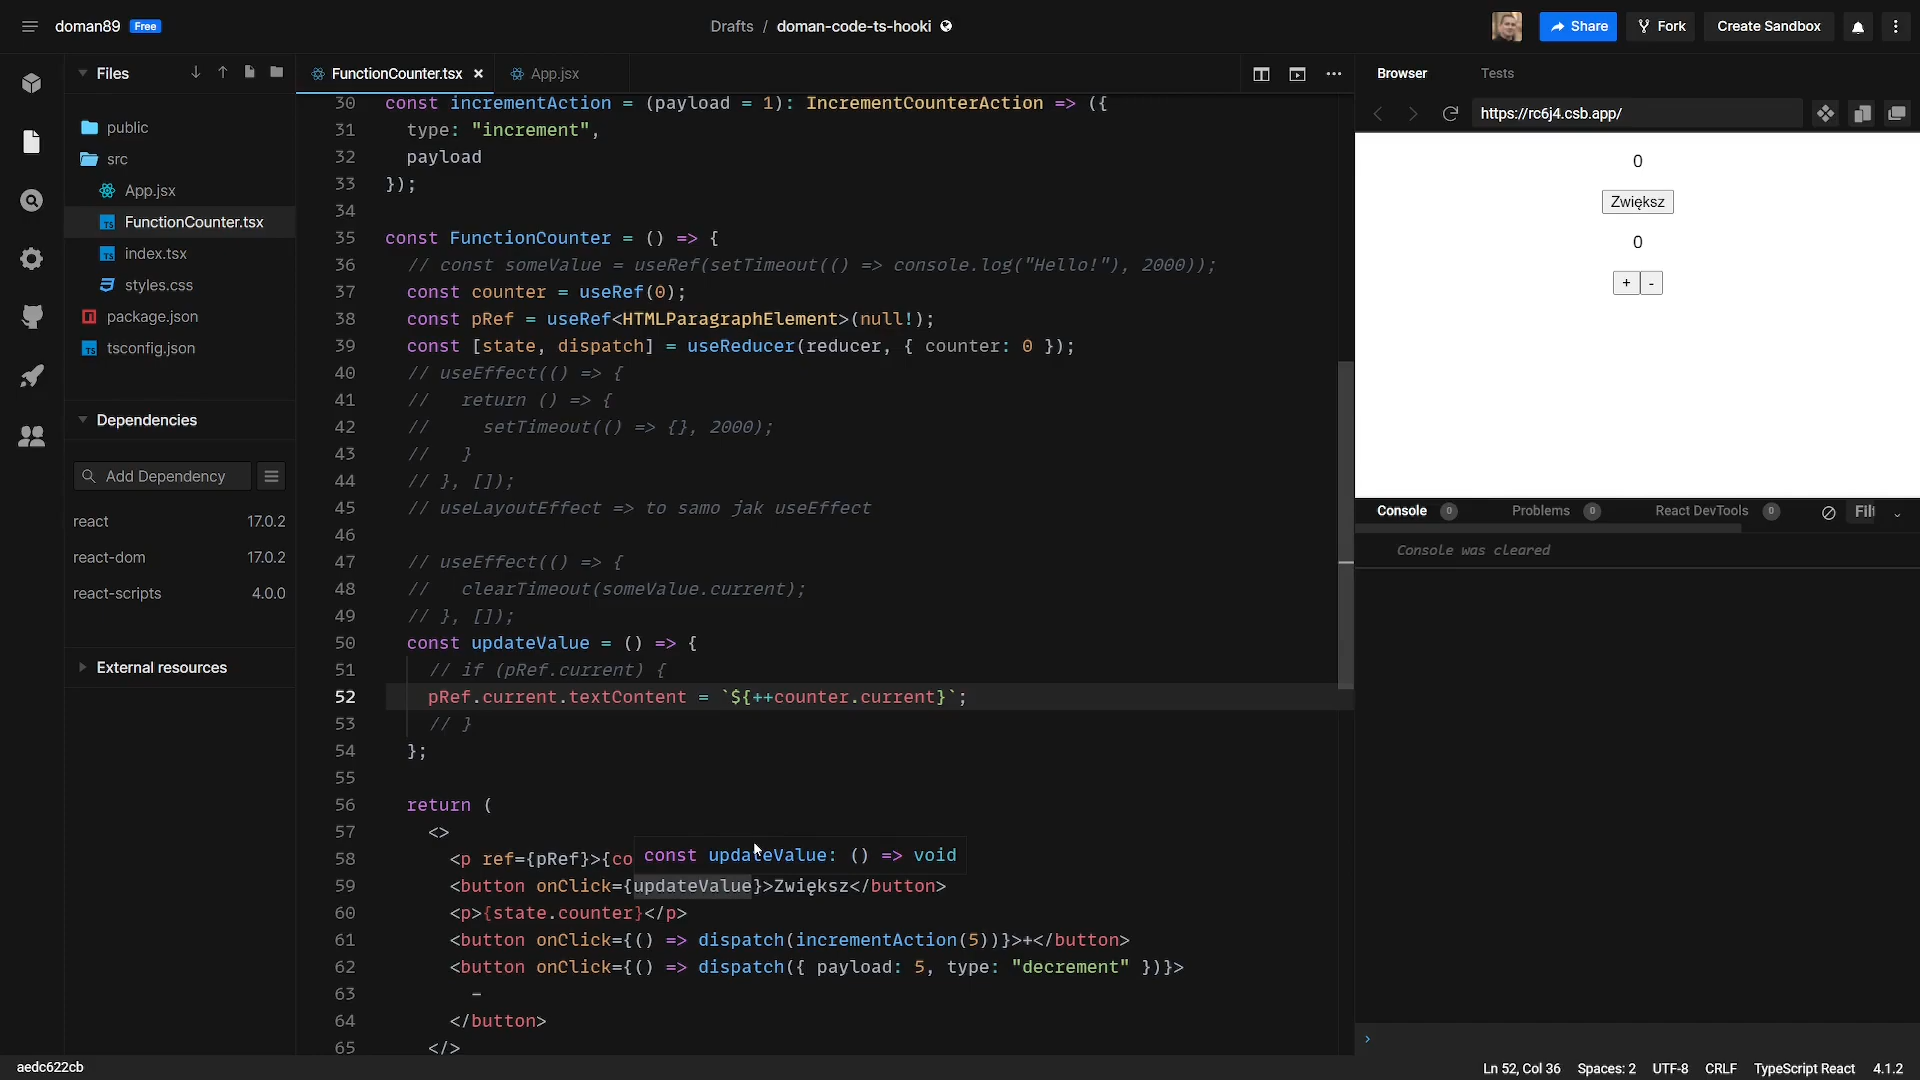 doman89 Free
Drafts / doman-code-ts-hooki
Share Fork Create Sandbox
Files
public
src
App.jsx
FunctionCounter.tsx
index.tsx
styles.css
package.json
tsconfig.json
Dependencies
Add Dependency
react 17.0.2
react-dom 17.0.2
react-scripts 4.0.0
External resources
FunctionCounter.tsx App.jsx
30 const incrementAction = (payload = 1): IncrementCounterAction => ({
31 type: "increment",
32 payload
33 });
34
35 const FunctionCounter = () => {
36 // const someValue = useRef(setTimeout(() => console.log("Hello!"), 2000));
37 const counter = useRef(0);
38 const pRef = useRef<HTMLParagraphElement>(null!);
39 const [state, dispatch] = useReducer(reducer, { counter: 0 });
40 // useEffect(() => {
41 // return () => {
42 // setTimeout(() => {}, 2000);
43 // }
44 // }, []);
45 // useLayoutEffect => to samo jak useEffect
46
47 // useEffect(() => {
48 // clearTimeout(someValue.current);
49 // }, []);
50 const updateValue = () => {
51 // if (pRef.current) {
52 pRef.current.textContent = `${++counter.current}`;
53 // }
54 };
55
56 return (
57 <>
58 <p ref={pRef}>{co
const updateValue: () => void
59 <button onClick={updateValue}>Zwiększ</button>
60 <p>{state.counter}</p>
61 <button onClick={() => dispatch(incrementAction(5))}>+</button>
62 <button onClick={() => dispatch({ payload: 5, type: "decrement" })}>
63 -
64 </button>
65 </>
Browser Tests
https://rc6j4.csb.app/
0
Zwiększ
0
+ -
Console 0 Problems 0 React DevTools 0 Filt
Console was cleared
›
aedc622cb
Ln 52, Col 36 Spaces: 2 UTF-8 CRLF TypeScript React 4.1.2